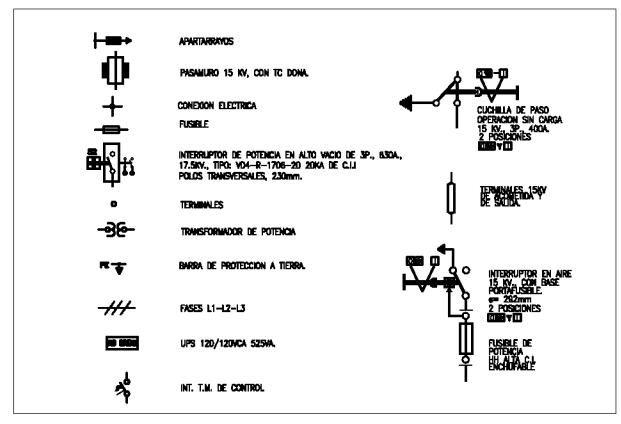 APARTARRAYOS
PASAMURO 15 KV, CON TC DONA.
CONEXION ELECTRICA
FUSIBLE
INTERRUPTOR DE POTENCIA EN ALTO VACIO DE 3P., 630A.,
17.5KV., TIPO: VD4-R-1706-20 20KA DE C.I.I
POLOS TRANSVERSALES, 230mm.
TERMINALES
TRANSFORMADOR DE POTENCIA
BARRA DE PROTECCION A TIERRA.
FASES L1-L2-L3
UPS 120/120VCA 525VA.
INT. T.M. DE CONTROL
CUCHILLA DE PASO
OPERACION SIN CARGA
15 KV., 3P., 400A.
2 POSICIONES
TERMINALES 15KV
DE ACOMETIDA Y
DE SALIDA.
INTERRUPTOR EN AIRE
15 KV., CON BASE
PORTAFUSIBLE.
e= 292mm
2 POSICIONES
FUSIBLE DE
POTENCIA
HH ALTA C.I.
ENCHUFABLE